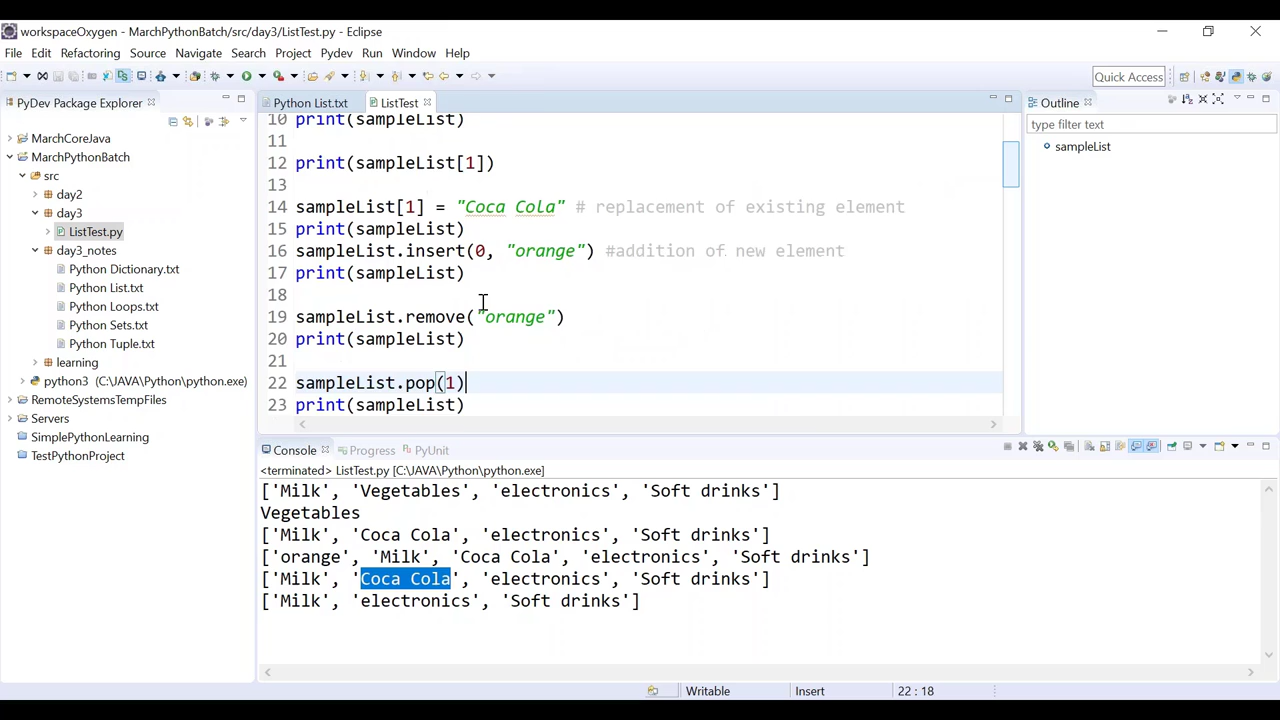 workspaceOxygen - MarchPythonBatch/src/day3/ListTest.py - Eclipse
File Edit Refactoring Source Navigate Search Project Pydev Run Window Help
Quick Access
PyDev Package Explorer
MarchCoreJava
MarchPythonBatch
src
day2
day3
ListTest.py
day3_notes
Python Dictionary.txt
Python List.txt
Python Loops.txt
Python Sets.txt
Python Tuple.txt
learning
python3 (C:\JAVA\Python\python.exe)
RemoteSystemsTempFiles
Servers
SimplePythonLearning
TestPythonProject
Python List.txt ListTest
10 print(sampleList)
11
12 print(sampleList[1])
13
14 sampleList[1] = "Coca Cola" # replacement of existing element
15 print(sampleList)
16 sampleList.insert(0, "orange") #addition of new element
17 print(sampleList)
18
19 sampleList.remove("orange")
20 print(sampleList)
21
22 sampleList.pop(1)
23 print(sampleList)
Outline
type filter text
sampleList
Console Progress PyUnit
<terminated> ListTest.py [C:\JAVA\Python\python.exe]
['Milk', 'Vegetables', 'electronics', 'Soft drinks']
Vegetables
['Milk', 'Coca Cola', 'electronics', 'Soft drinks']
['orange', 'Milk', 'Coca Cola', 'electronics', 'Soft drinks']
['Milk', 'Coca Cola', 'electronics', 'Soft drinks']
['Milk', 'electronics', 'Soft drinks']
Writable Insert 22 : 18